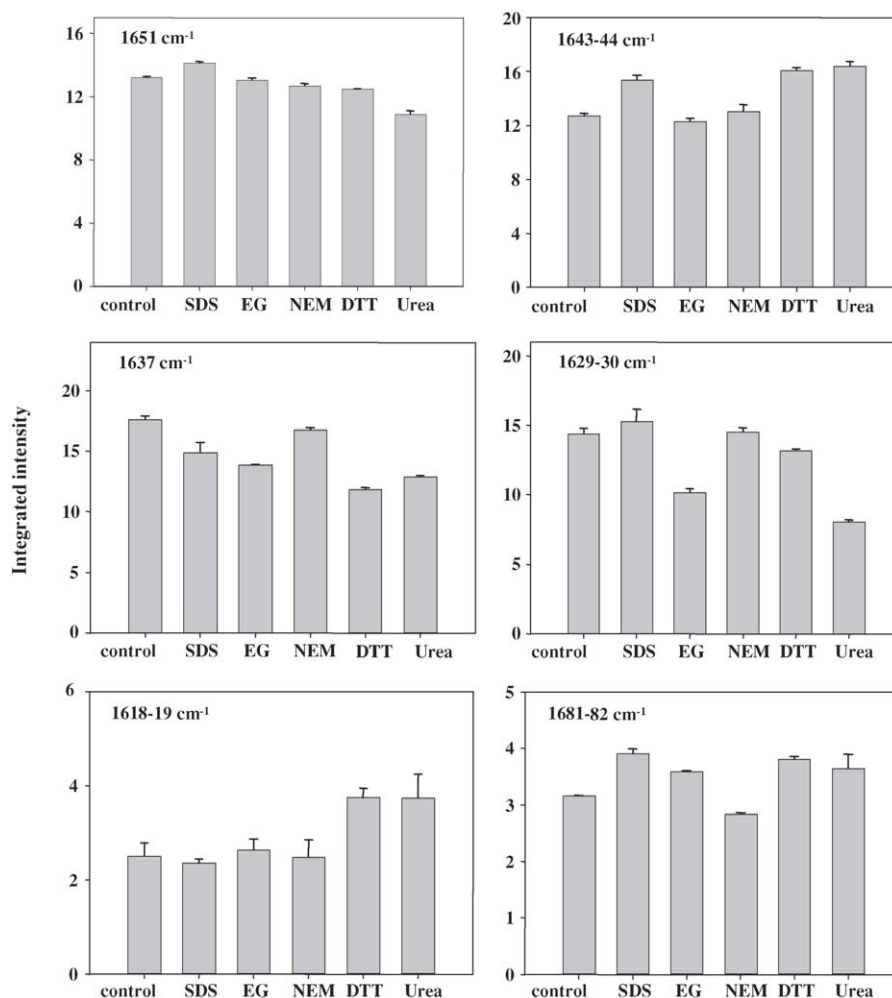 1651 cm-1
16
12
8
4
0
control SDS EG NEM DTT Urea
1643-44 cm-1
20
16
12
8
4
0
control SDS EG NEM DTT Urea
Integrated intensity
1637 cm-1
20
15
10
5
0
control SDS EG NEM DTT Urea
1629-30 cm-1
20
15
10
5
0
control SDS EG NEM DTT Urea
1618-19 cm-1
6
4
2
0
control SDS EG NEM DTT Urea
1681-82 cm-1
5
4
3
2
1
0
control SDS EG NEM DTT Urea